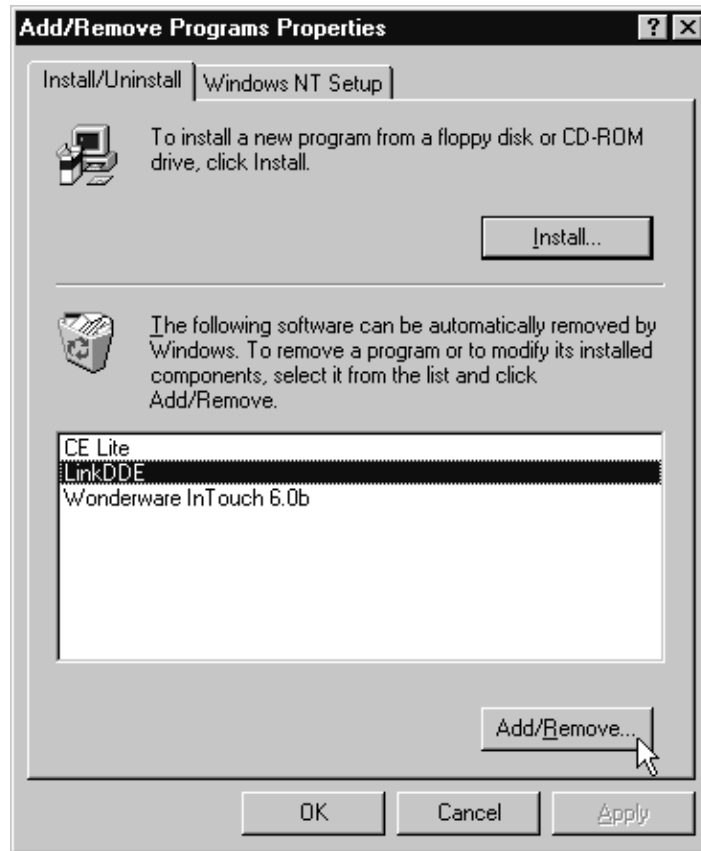 Add/Remove Programs Properties
Install/Uninstall
Windows NT Setup
To install a new program from a floppy disk or CD-ROM
drive, click Install.
Install...
The following software can be automatically removed by
Windows. To remove a program or to modify its installed
components, select it from the list and click
Add/Remove.
CE Lite
LinkDDE
Wonderware InTouch 6.0b
Add/Remove...
OK
Cancel
Apply